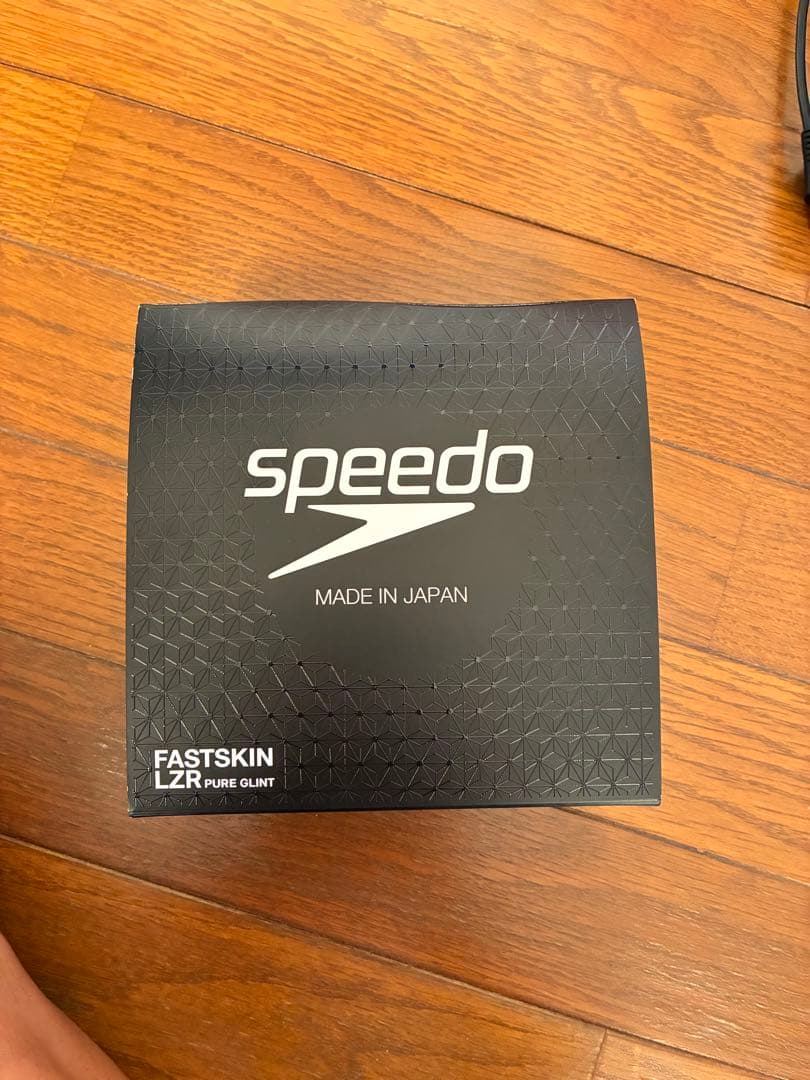 speedo
MADE IN JAPAN
FASTSKIN
LZR PURE GLINT